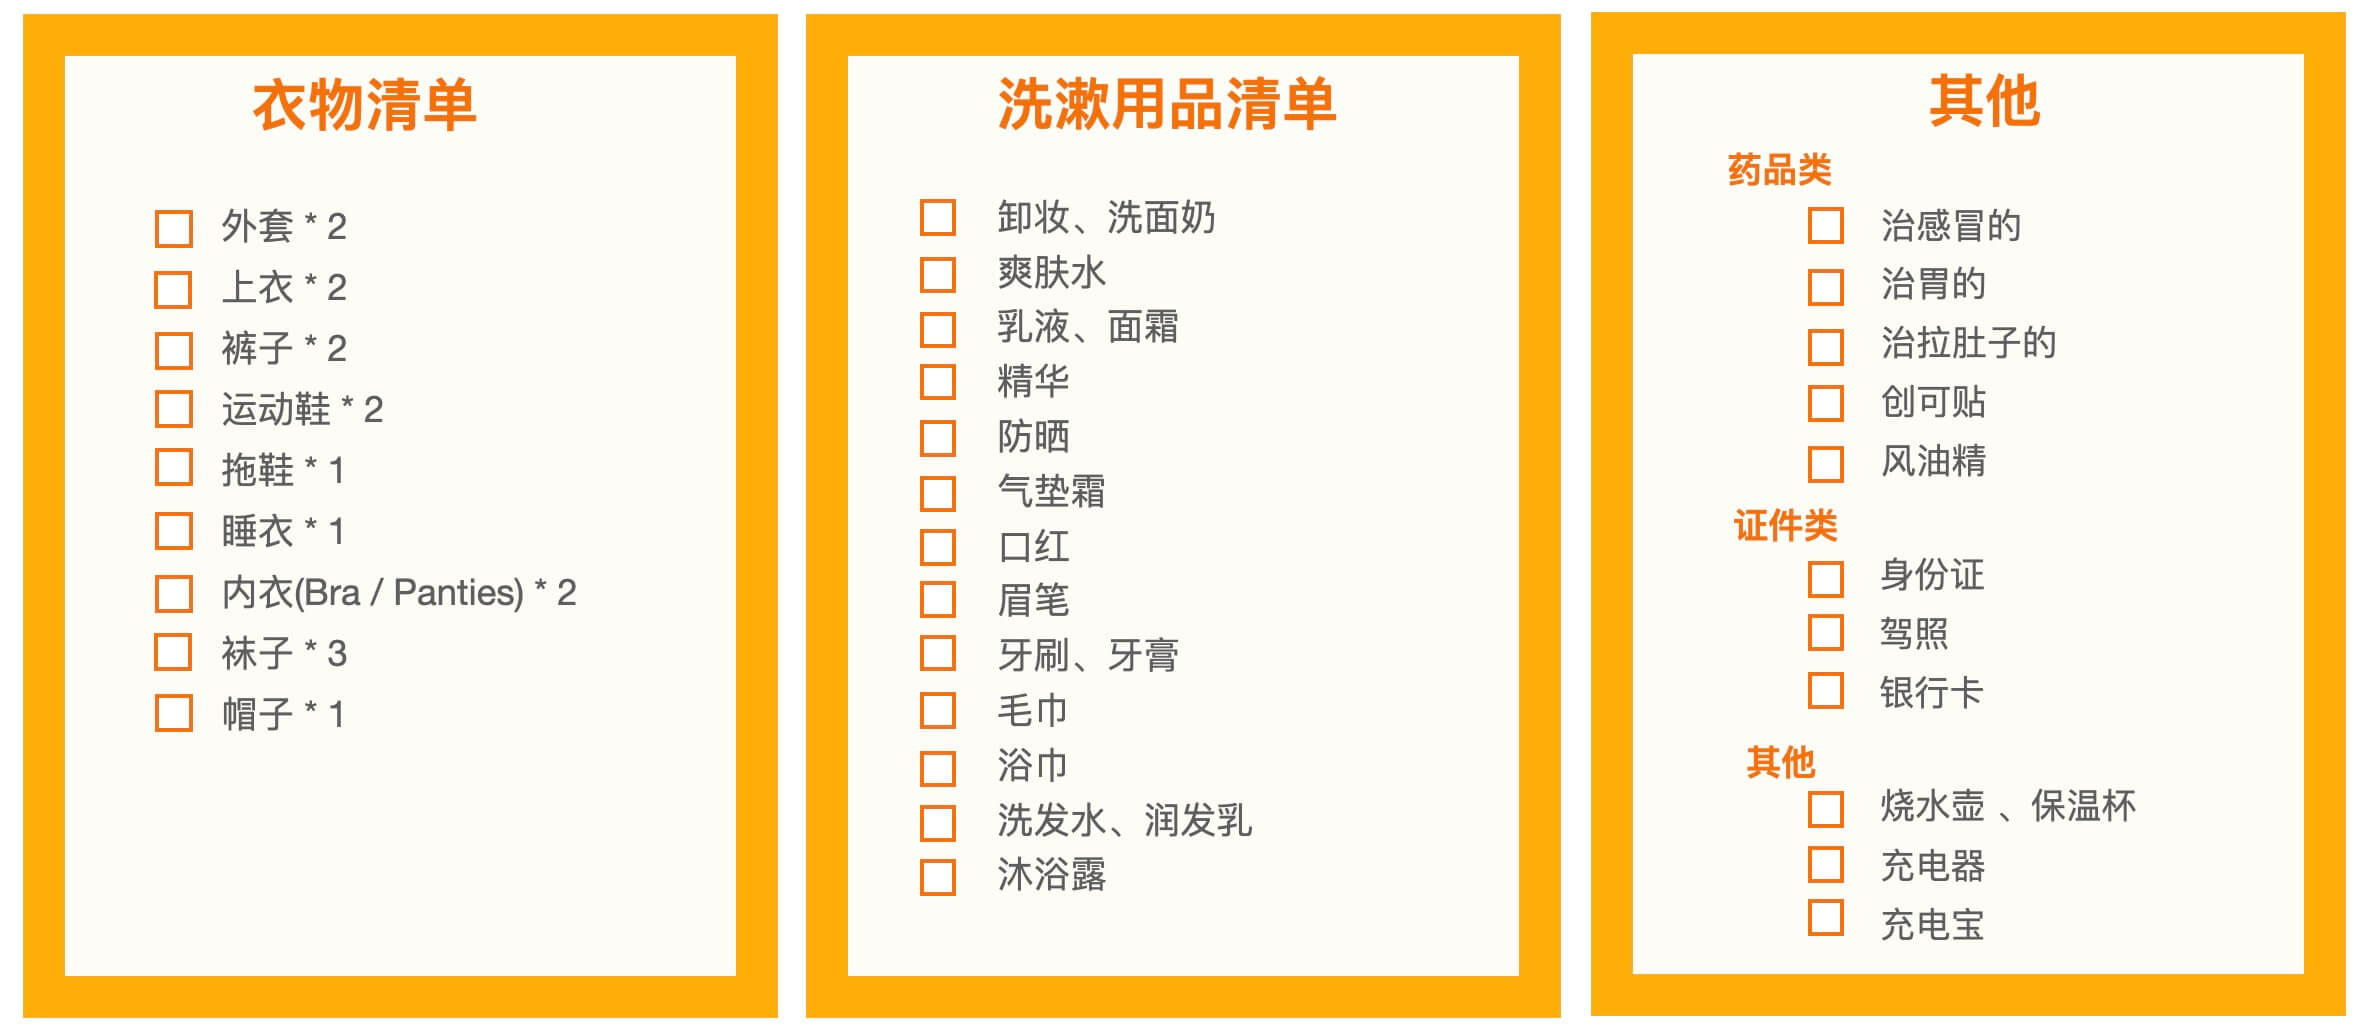 衣物清单
外套 * 2
上衣 * 2
裤子 * 2
运动鞋 * 2
拖鞋 * 1
睡衣 * 1
内衣(Bra / Panties) * 2
袜子 * 3
帽子 * 1
洗漱用品清单
卸妆、洗面奶
爽肤水
乳液、面霜
精华
防晒
气垫霜
口红
眉笔
牙刷、牙膏
毛巾
浴巾
洗发水、润发乳
沐浴露
其他
药品类
治感冒的
治胃的
治拉肚子的
创可贴
风油精
证件类
身份证
驾照
银行卡
其他
烧水壶 、保温杯
充电器
充电宝